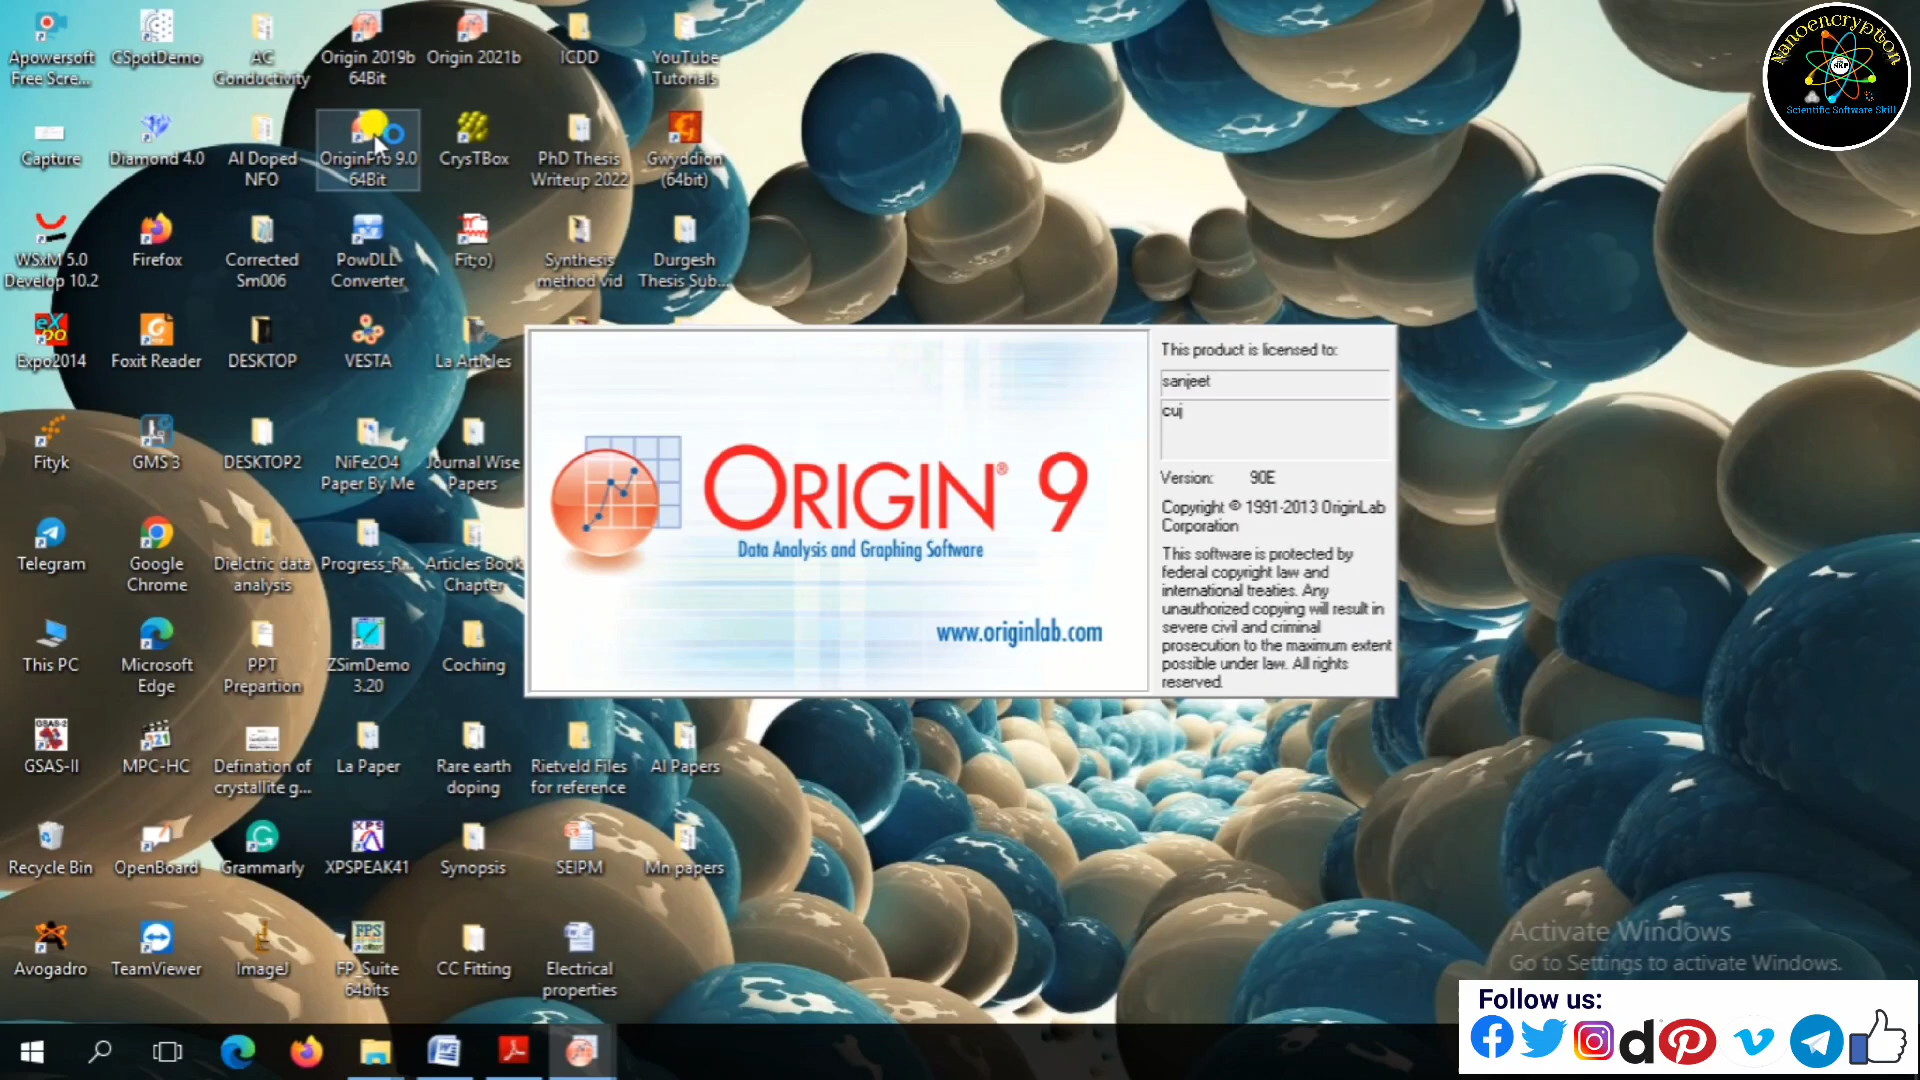 Apowersoft
Free Scre...
CSpotDemo
AC
Conductivity
Origin 2019b
64Bit
Origin 2021b
ICDD
YouTube
Tutorials
Capture
Diamond 4.0
Al Doped
NFO
OriginPro 9.0
64Bit
CrysTBox
PhD Thesis
Writeup 2022
Gwyddion
(64bit)
WSxM 5.0
Develop 10.2
Firefox
Corrected
Sm006
PowDLL
Converter
Fit;o)
Synthesis
method vid
Durgesh
Thesis Sub...
Expo2014
Foxit Reader
DESKTOP
VESTA
La Articles
Fityk
GMS 3
DESKTOP2
NiFe2O4
Paper By Me
Journal Wise
Papers
Telegram
Google
Chrome
Dielctric data
analysis
Progress_R...
Articles Book
Chapter
This PC
Microsoft
Edge
PPT
Prepartion
ZSimDemo
3.20
Coching
GSAS-II
MPC-HC
Defination of
crystallite g...
La Paper
Rare earth
doping
Rietveld Files
for reference
Al Papers
Recycle Bin
OpenBoard
Grammarly
XPSPEAK41
Synopsis
SEIPM
Mn papers
Avogadro
TeamViewer
ImageJ
FP_Suite
64bits
CC Fitting
Electrical
properties
ORIGIN® 9
Data Analysis and Graphing Software
www.originlab.com
This product is licensed to:
sanjeet
cuj
Version: 90E
Copyright © 1991-2013 OriginLab
Corporation
This software is protected by
federal copyright law and
international treaties. Any
unauthorized copying will result in
severe civil and criminal
prosecution to the maximum extent
possible under law. All rights
reserved.
Nanoencryption
NKP
Scientific Software Skill
Activate Windows
Go to Settings to activate Windows.
Follow us: